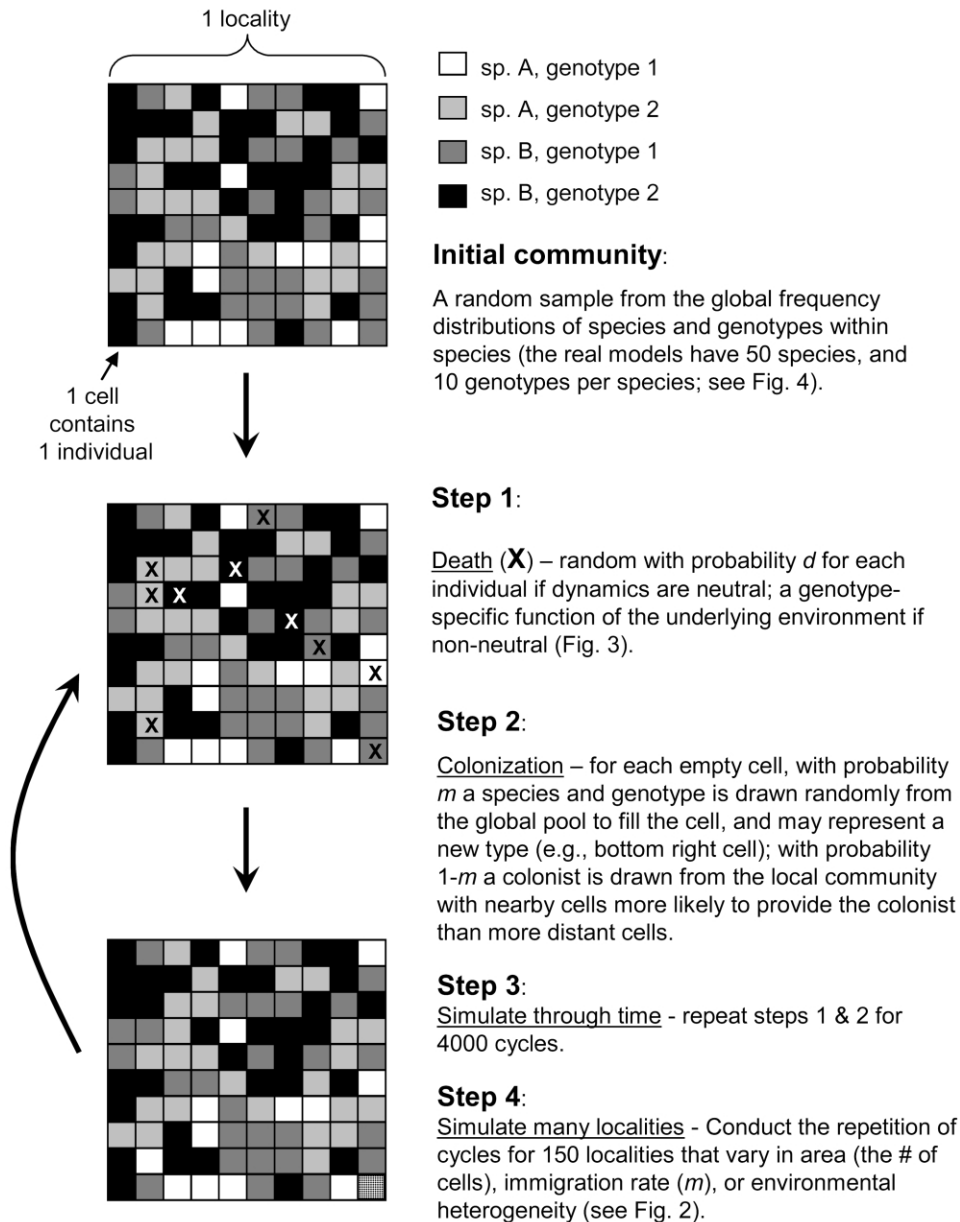 1 locality
sp. A, genotype 1
sp. A, genotype 2
sp. B, genotype 1
sp. B, genotype 2
Initial community:
A random sample from the global frequency
distributions of species and genotypes within
species (the real models have 50 species, and
10 genotypes per species; see Fig. 4).
1 cell
contains
1 individual
Step 1:
Death (X) – random with probability d for each
individual if dynamics are neutral; a genotype-
specific function of the underlying environment if
non-neutral (Fig. 3).
X
X X
X X
X
X
X
X
X
Step 2:
Colonization – for each empty cell, with probability
m a species and genotype is drawn randomly from
the global pool to fill the cell, and may represent a
new type (e.g., bottom right cell); with probability
1-m a colonist is drawn from the local community
with nearby cells more likely to provide the colonist
than more distant cells.
Step 3:
Simulate through time - repeat steps 1 & 2 for
4000 cycles.
Step 4:
Simulate many localities - Conduct the repetition of
cycles for 150 localities that vary in area (the # of
cells), immigration rate (m), or environmental
heterogeneity (see Fig. 2).